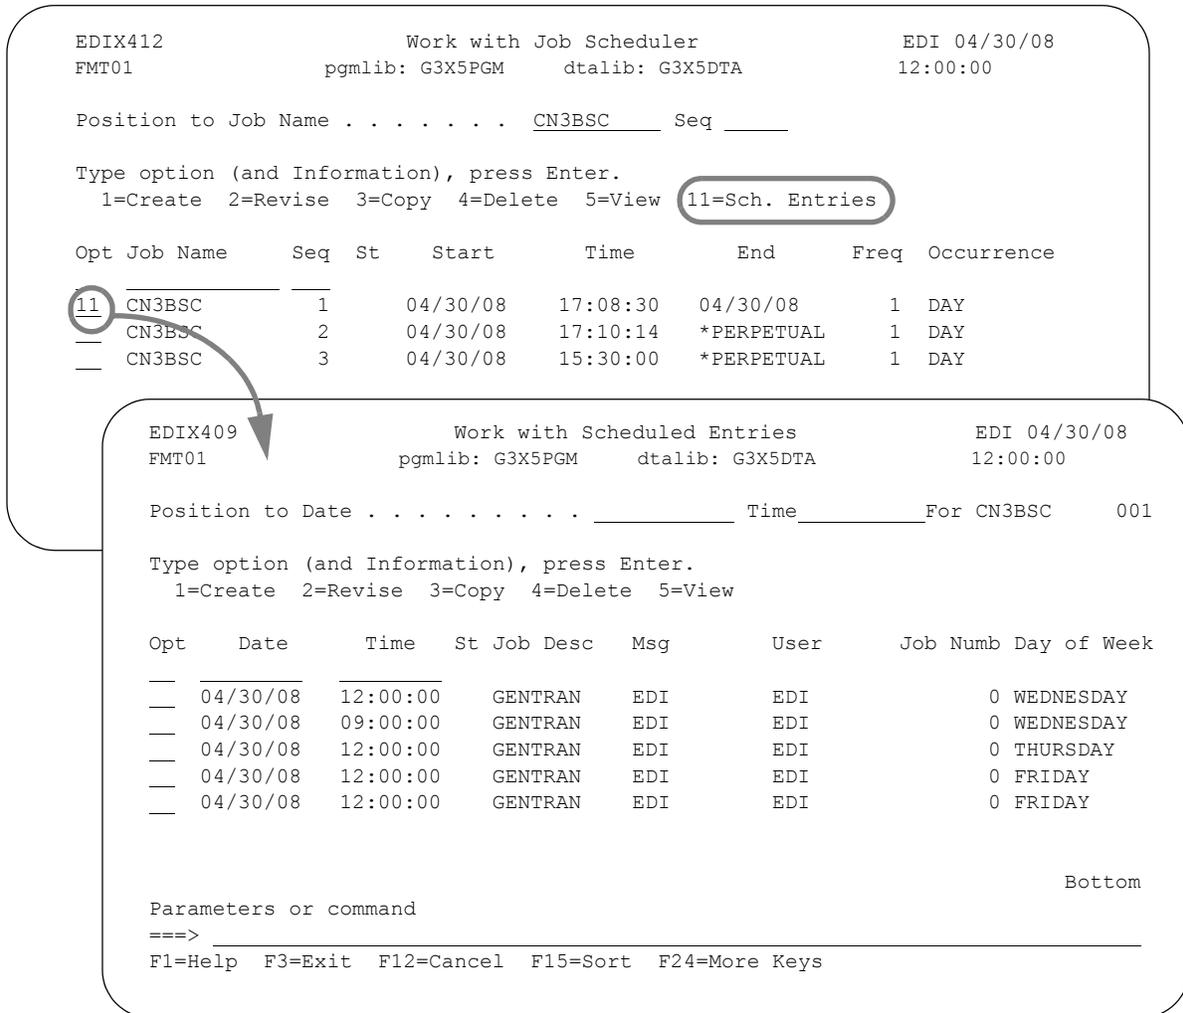 EDIX412 Work with Job Scheduler EDI 04/30/08
FMT01 pgmlib: G3X5PGM dtalib: G3X5DTA 12:00:00
Position to Job Name . . . . . . . CN3BSC Seq
Type option (and Information), press Enter.
1=Create 2=Revise 3=Copy 4=Delete 5=View 11=Sch. Entries
Opt Job Name Seq St Start Time End Freq Occurrence
11 CN3BSC 1 04/30/08 17:08:30 04/30/08 1 DAY
CN3BSC 2 04/30/08 17:10:14 *PERPETUAL 1 DAY
CN3BSC 3 04/30/08 15:30:00 *PERPETUAL 1 DAY
EDIX409 Work with Scheduled Entries EDI 04/30/08
FMT01 pgmlib: G3X5PGM dtalib: G3X5DTA 12:00:00
Position to Date . . . . . . . . . Time For CN3BSC 001
Type option (and Information), press Enter.
1=Create 2=Revise 3=Copy 4=Delete 5=View
Opt Date Time St Job Desc Msg User Job Numb Day of Week
04/30/08 12:00:00 GENTRAN EDI EDI 0 WEDNESDAY
04/30/08 09:00:00 GENTRAN EDI EDI 0 WEDNESDAY
04/30/08 12:00:00 GENTRAN EDI EDI 0 THURSDAY
04/30/08 12:00:00 GENTRAN EDI EDI 0 FRIDAY
04/30/08 12:00:00 GENTRAN EDI EDI 0 FRIDAY
Bottom
Parameters or command
===>
F1=Help F3=Exit F12=Cancel F15=Sort F24=More Keys